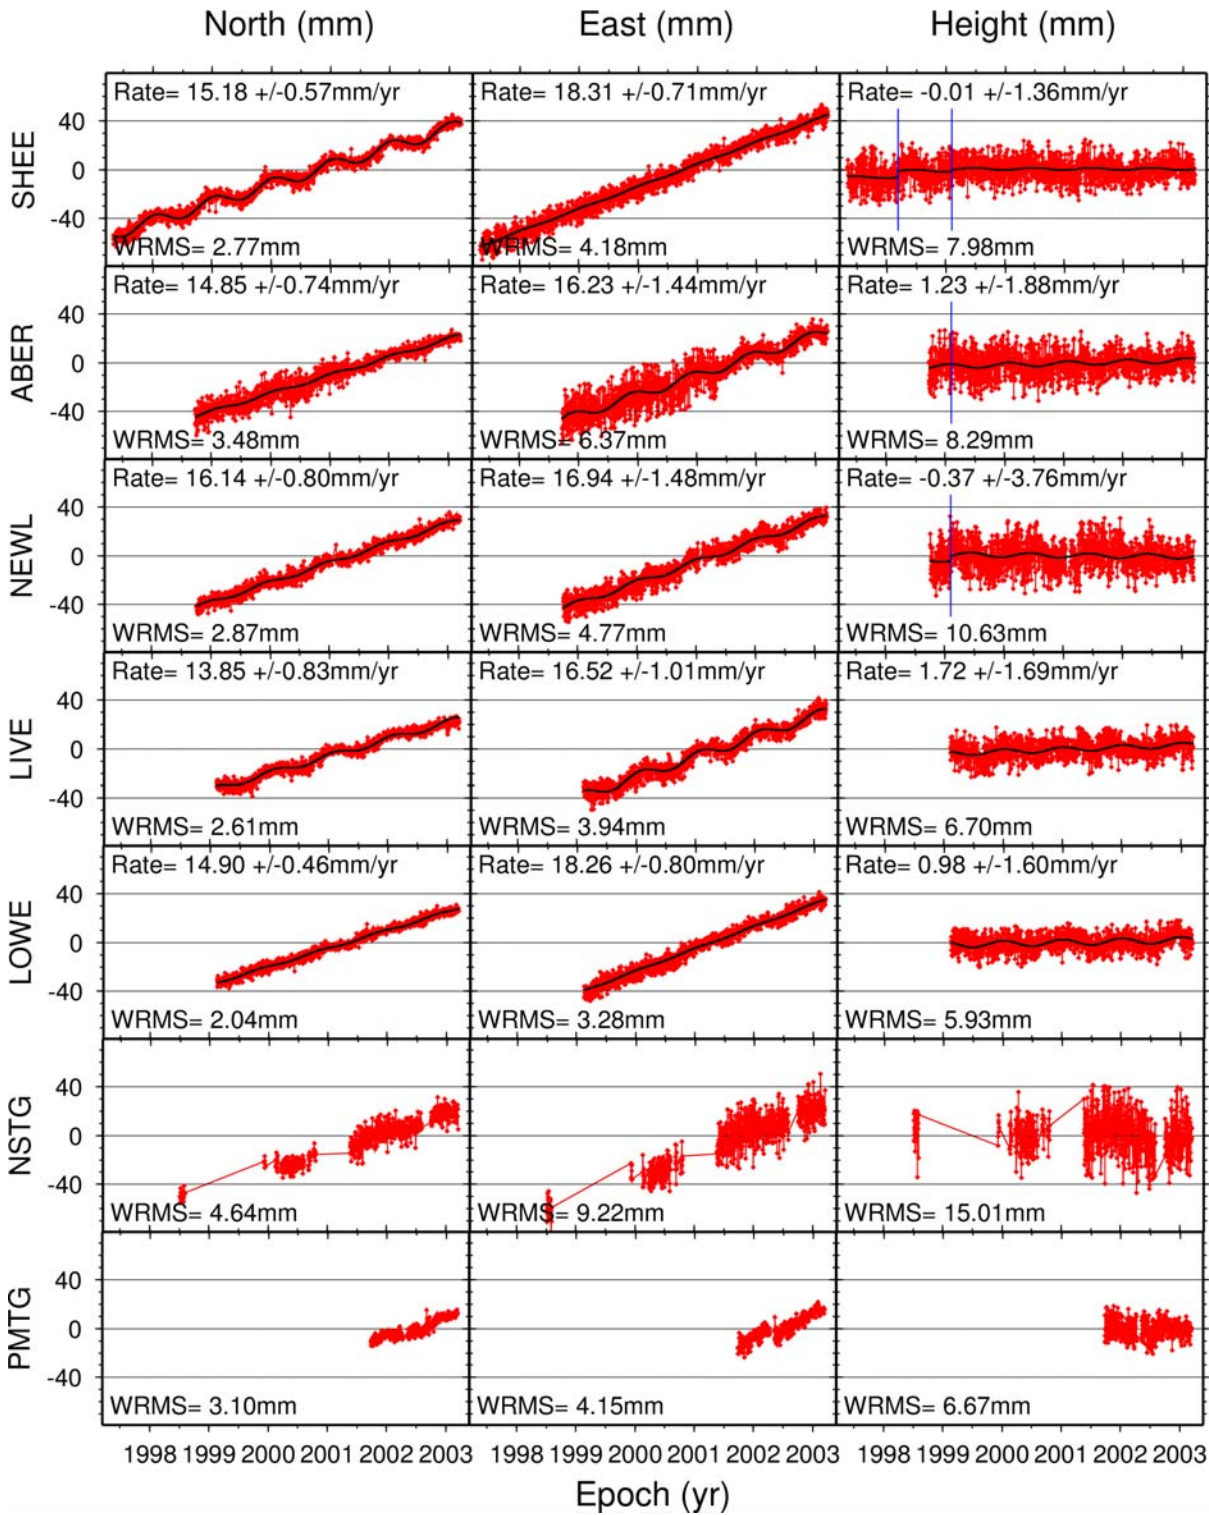 North (mm) East (mm) Height (mm)
SHEE
Rate= 15.18 +/-0.57mm/yr Rate= 18.31 +/-0.71mm/yr Rate= -0.01 +/-1.36mm/yr
40
0
-40
WRMS= 2.77mm WRMS= 4.18mm WRMS= 7.98mm
ABER
Rate= 14.85 +/-0.74mm/yr Rate= 16.23 +/-1.44mm/yr Rate= 1.23 +/-1.88mm/yr
40
0
-40
WRMS= 3.48mm WRMS= 6.37mm WRMS= 8.29mm
NEWL
Rate= 16.14 +/-0.80mm/yr Rate= 16.94 +/-1.48mm/yr Rate= -0.37 +/-3.76mm/yr
40
0
-40
WRMS= 2.87mm WRMS= 4.77mm WRMS= 10.63mm
LIVE
Rate= 13.85 +/-0.83mm/yr Rate= 16.52 +/-1.01mm/yr Rate= 1.72 +/-1.69mm/yr
40
0
-40
WRMS= 2.61mm WRMS= 3.94mm WRMS= 6.70mm
LOWE
Rate= 14.90 +/-0.46mm/yr Rate= 18.26 +/-0.80mm/yr Rate= 0.98 +/-1.60mm/yr
40
0
-40
WRMS= 2.04mm WRMS= 3.28mm WRMS= 5.93mm
NSTG
40
0
-40
WRMS= 4.64mm WRMS= 9.22mm WRMS= 15.01mm
PMTG
40
0
-40
WRMS= 3.10mm WRMS= 4.15mm WRMS= 6.67mm
1998 1999 2000 2001 2002 2003 1998 1999 2000 2001 2002 2003 1998 1999 2000 2001 2002 2003
Epoch (yr)